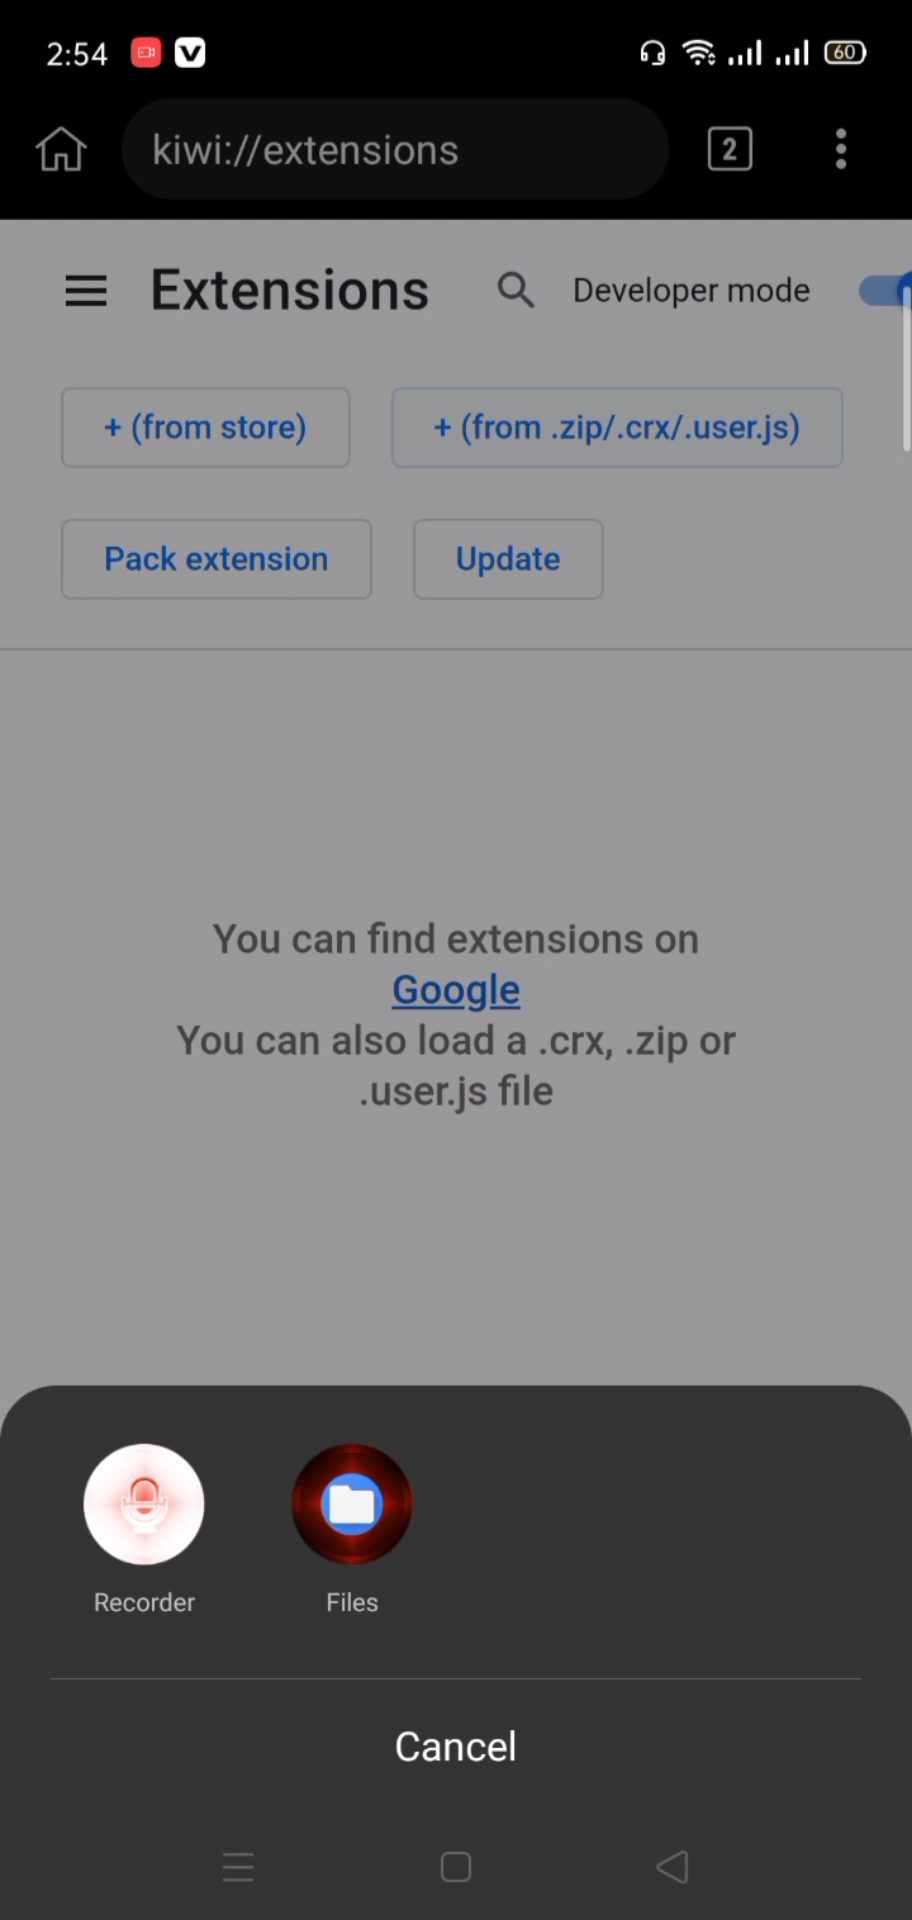 2:54
60
kiwi://extensions
2
Extensions
Developer mode
+ (from store)
+ (from .zip/.crx/.user.js)
Pack extension
Update
You can find extensions on
Google
You can also load a .crx, .zip or
.user.js file
Recorder
Files
Cancel